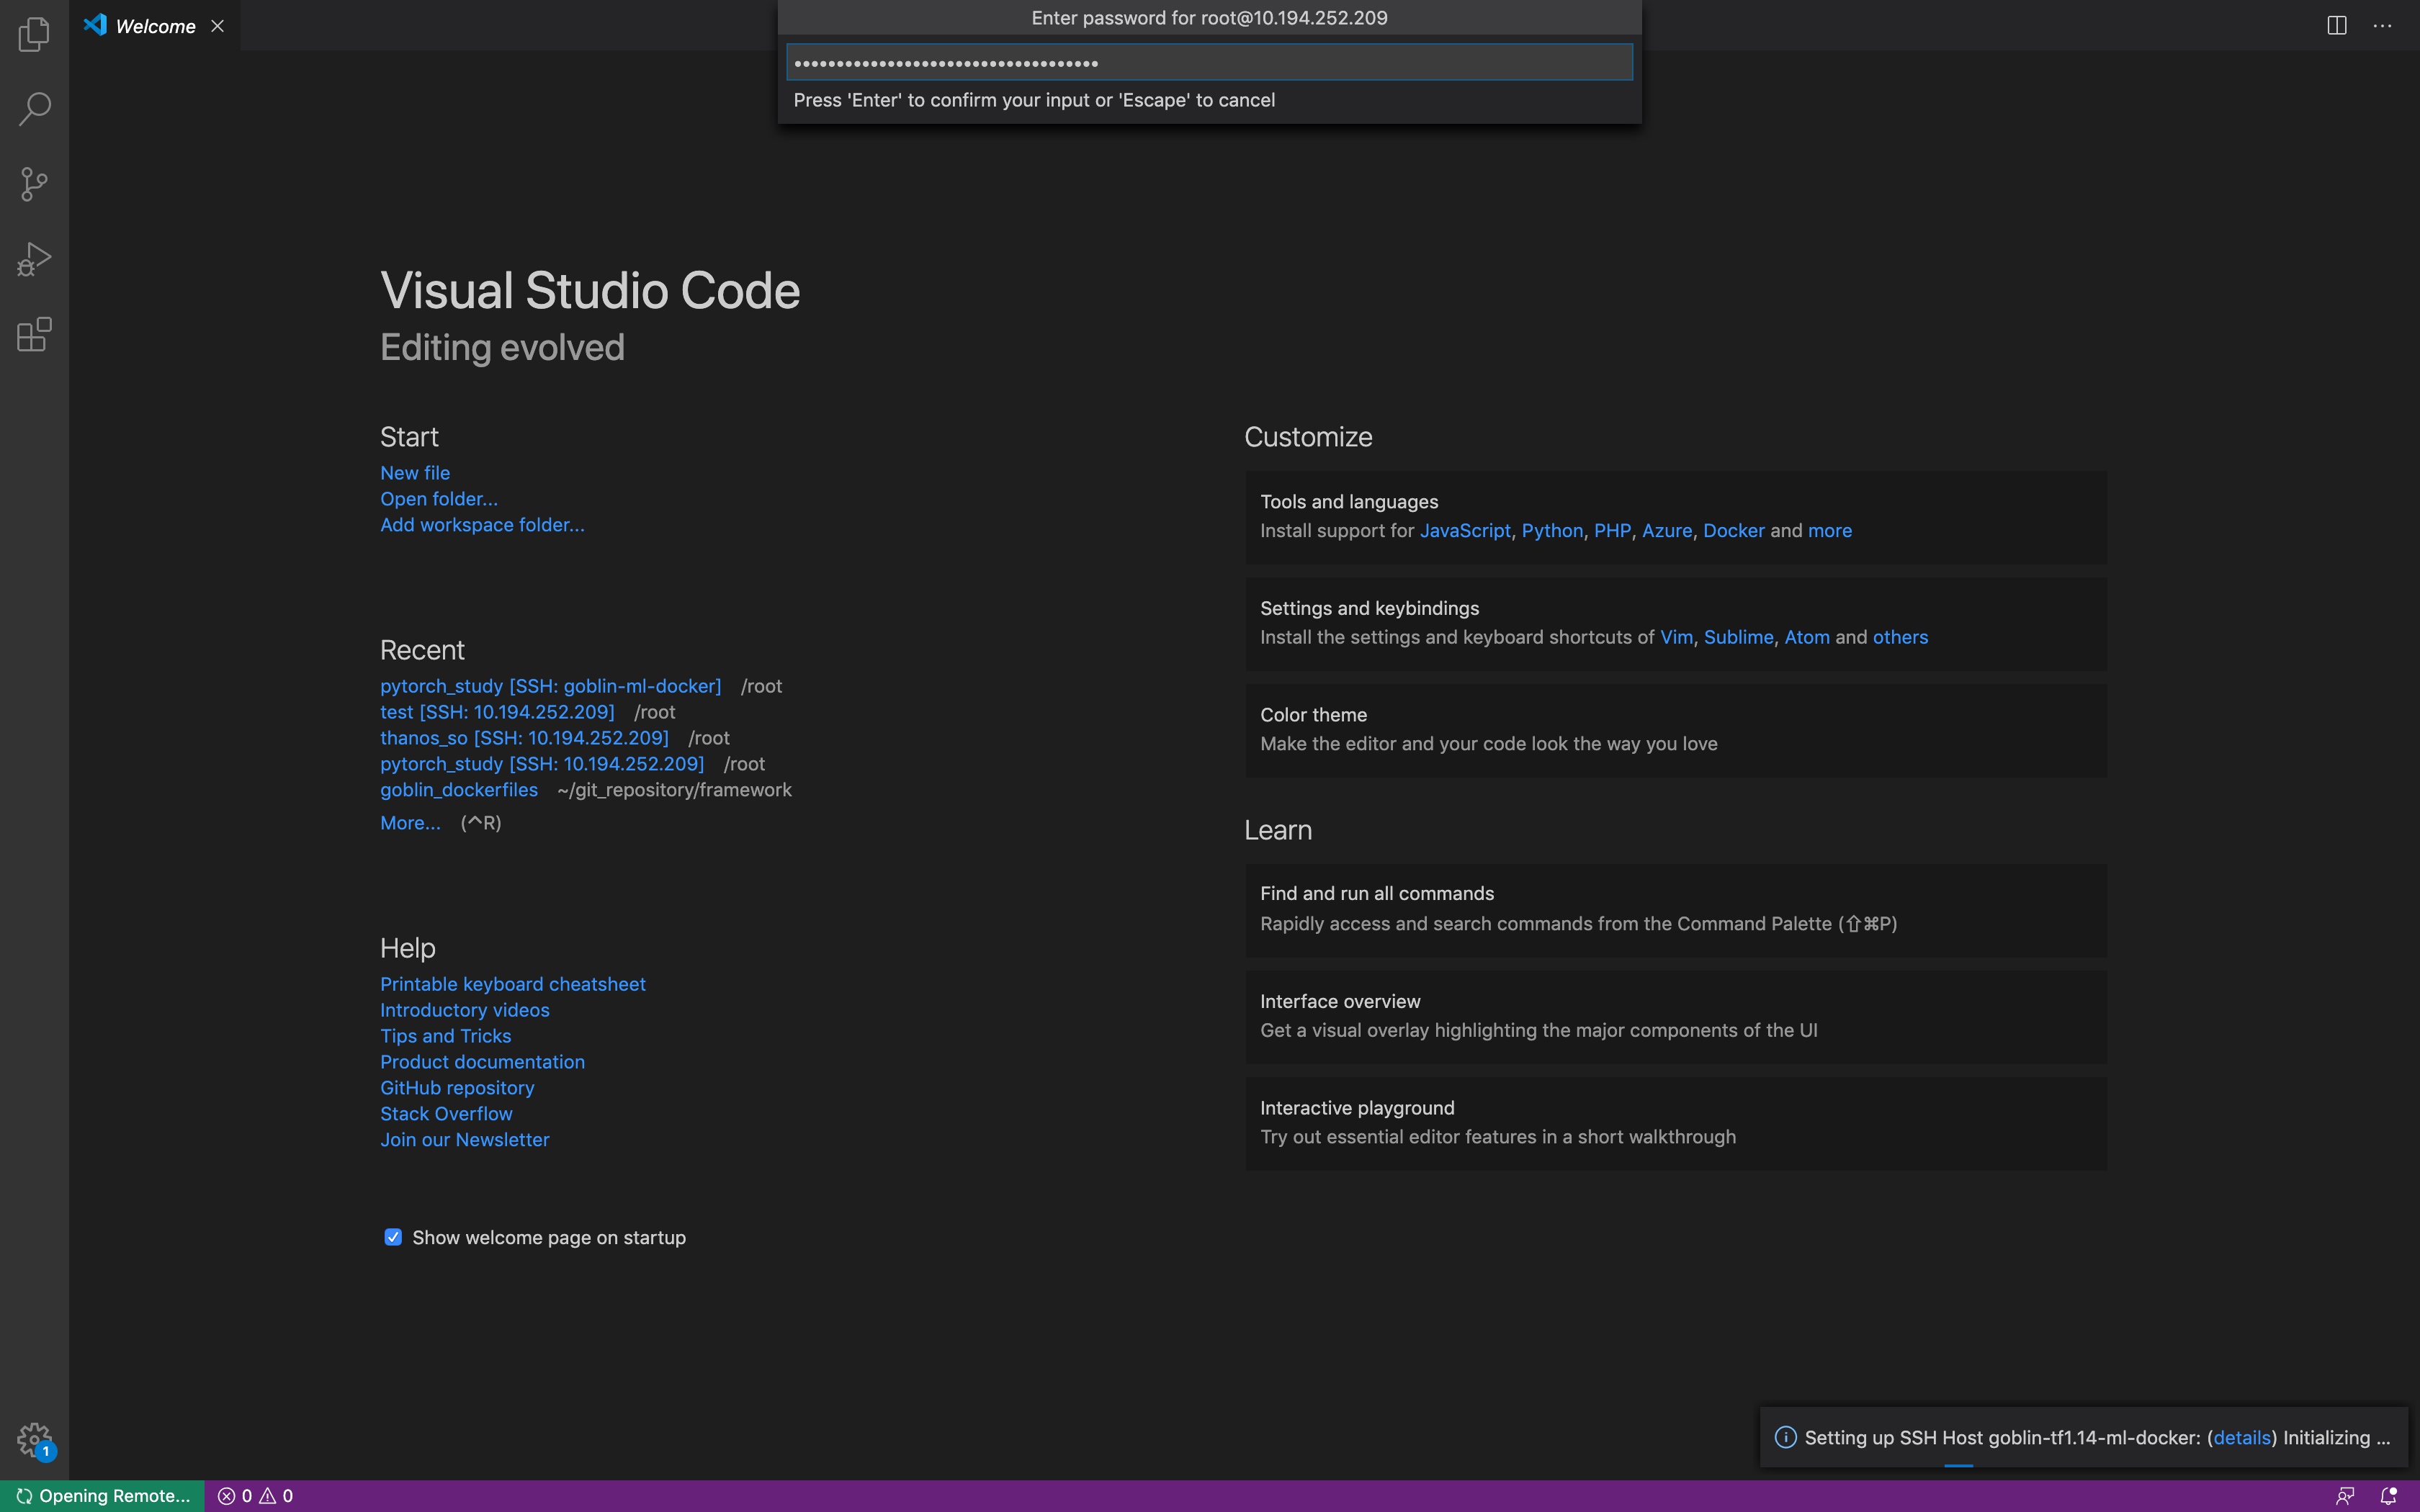 Welcome
Enter password for root@10.194.252.209
••••••••••••••••••••••••••••••••••••
Press 'Enter' to confirm your input or 'Escape' to cancel
Visual Studio Code
Editing evolved
Start
New file
Open folder...
Add workspace folder...
Recent
pytorch_study [SSH: goblin-ml-docker] /root
test [SSH: 10.194.252.209] /root
thanos_so [SSH: 10.194.252.209] /root
pytorch_study [SSH: 10.194.252.209] /root
goblin_dockerfiles ~/git_repository/framework
More... (^R)
Help
Printable keyboard cheatsheet
Introductory videos
Tips and Tricks
Product documentation
GitHub repository
Stack Overflow
Join our Newsletter
Show welcome page on startup
Customize
Tools and languages
Install support for JavaScript, Python, PHP, Azure, Docker and more
Settings and keybindings
Install the settings and keyboard shortcuts of Vim, Sublime, Atom and others
Color theme
Make the editor and your code look the way you love
Learn
Find and run all commands
Rapidly access and search commands from the Command Palette (⇧⌘P)
Interface overview
Get a visual overlay highlighting the major components of the UI
Interactive playground
Try out essential editor features in a short walkthrough
Setting up SSH Host goblin-tf1.14-ml-docker: (details) Initializing ...
1
Opening Remote... 0 0